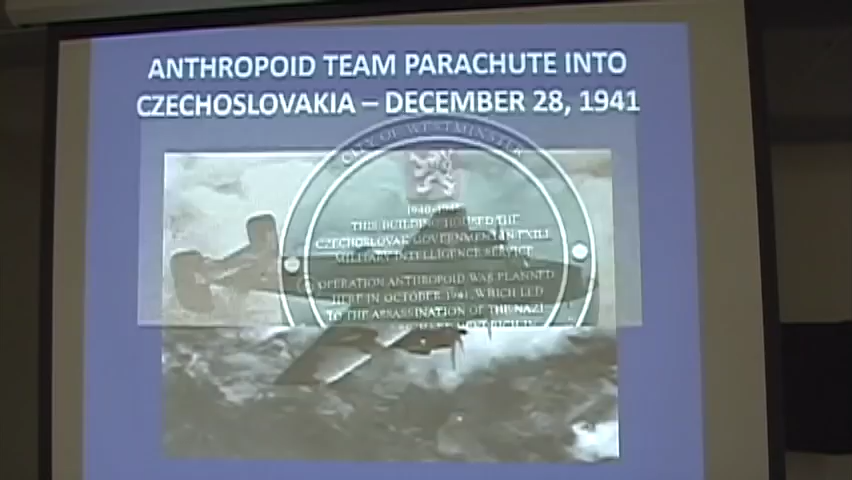 ANTHROPOID TEAM PARACHUTE INTO
CZECHOSLOVAKIA – DECEMBER 28, 1941
CITY OF WESTMINSTER
1940-1945
THIS BUILDING HOUSED THE
CZECHOSLOVAK GOVERNMENT IN EXILE
MILITARY INTELLIGENCE SERVICE
OPERATION ANTHROPOID WAS PLANNED
HERE IN OCTOBER 1941, WHICH LED
TO THE ASSASSINATION OF THE NAZI